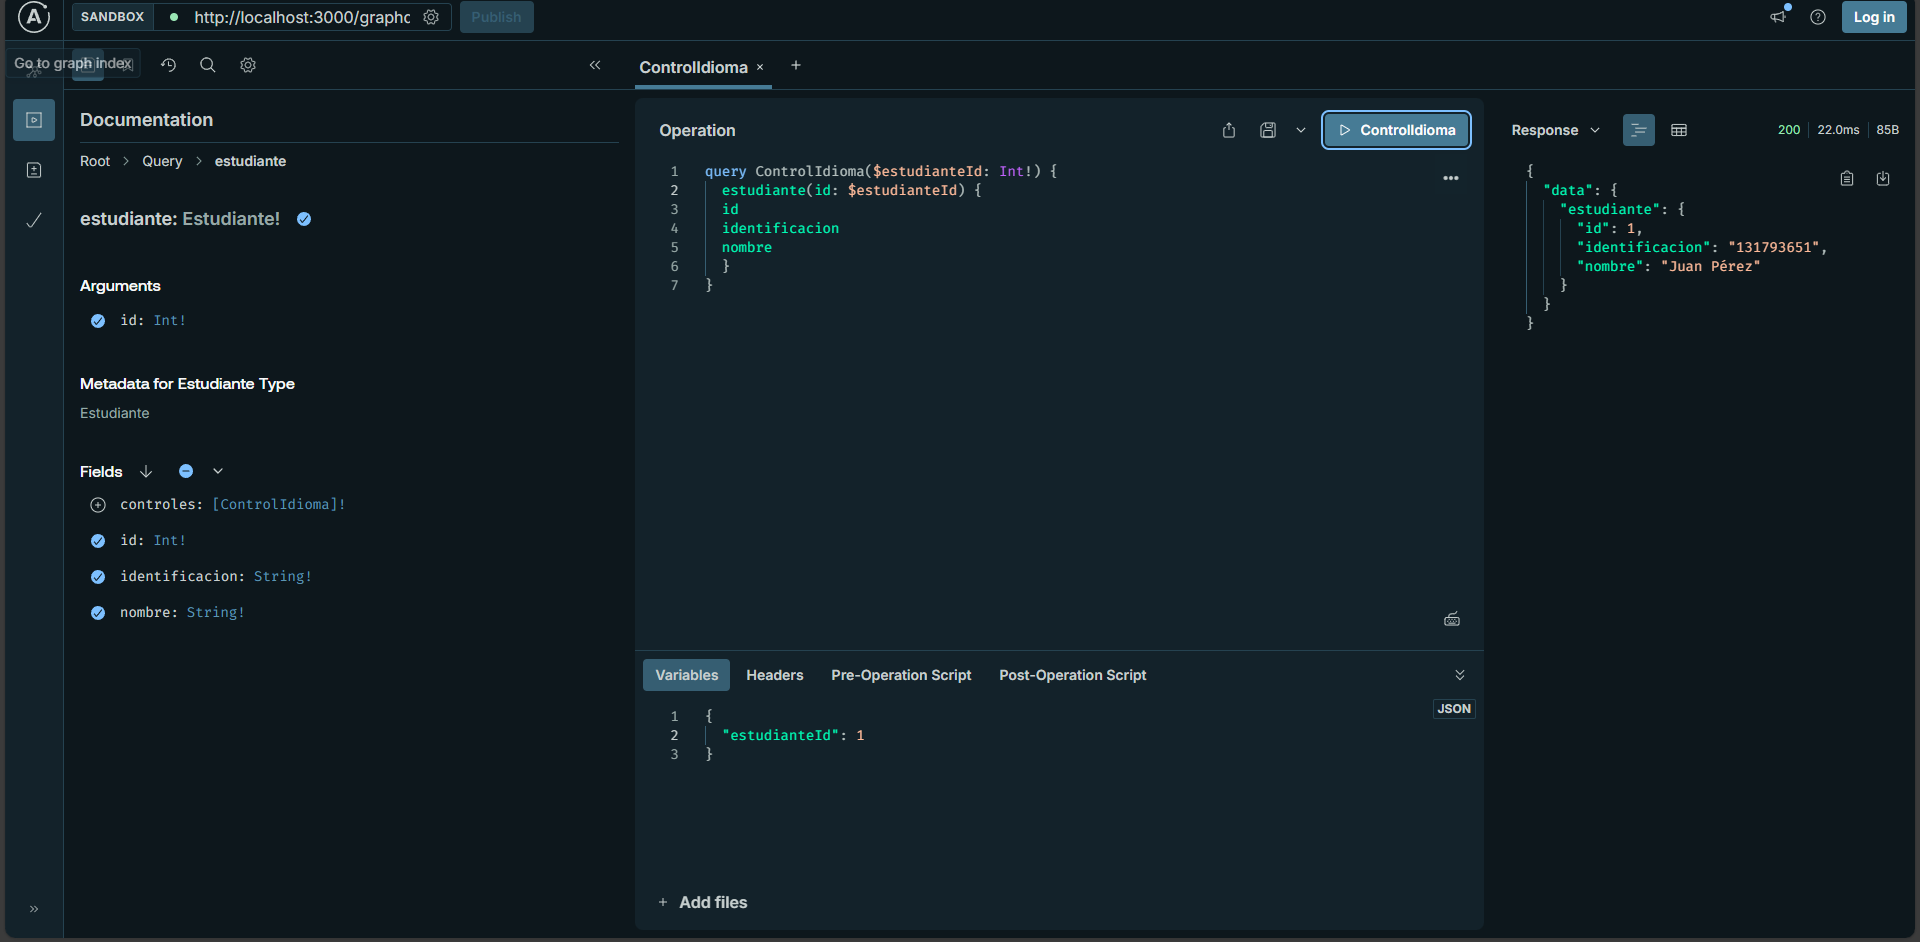 SANDBOX
http://localhost:3000/graphc
Publish
Log in
Go to graph index
Documentation
Root > Query > estudiante
estudiante: Estudiante!
Arguments
id: Int!
Metadata for Estudiante Type
Estudiante
Fields
controles: [ControlIdioma]!
id: Int!
identificacion: String!
nombre: String!
ControlIdioma × +
Operation
ControlIdioma
1 query ControlIdioma($estudianteId: Int!) {
2 estudiante(id: $estudianteId) {
3 id
4 identificacion
5 nombre
6 }
7 }
Variables Headers Pre-Operation Script Post-Operation Script
JSON
1 {
2 "estudianteId": 1
3 }
+ Add files
Response
200 22.0ms 85B
{
"data": {
"estudiante": {
"id": 1,
"identificacion": "131793651",
"nombre": "Juan Pérez"
}
}
}